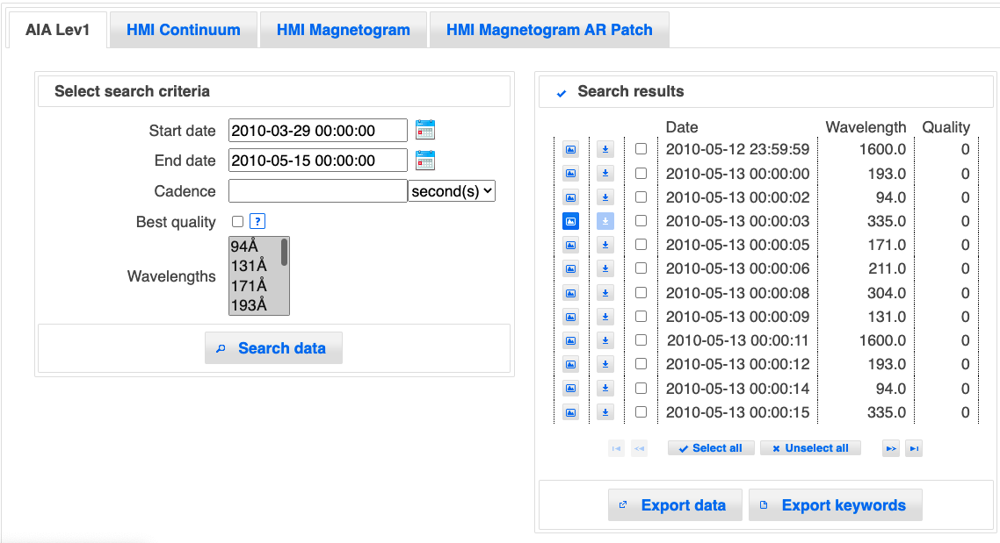 AIA Lev1 HMI Continuum HMI Magnetogram HMI Magnetogram AR Patch
Select search criteria
Start date 2010-03-29 00:00:00
End date 2010-05-15 00:00:00
Cadence second(s)
Best quality ?
Wavelengths
94Å
131Å
171Å
193Å
Search data
Search results
Date Wavelength Quality
2010-05-12 23:59:59 1600.0 0
2010-05-13 00:00:00 193.0 0
2010-05-13 00:00:02 94.0 0
2010-05-13 00:00:03 335.0 0
2010-05-13 00:00:05 171.0 0
2010-05-13 00:00:06 211.0 0
2010-05-13 00:00:08 304.0 0
2010-05-13 00:00:09 131.0 0
2010-05-13 00:00:11 1600.0 0
2010-05-13 00:00:12 193.0 0
2010-05-13 00:00:14 94.0 0
2010-05-13 00:00:15 335.0 0
Select all Unselect all
Export data Export keywords